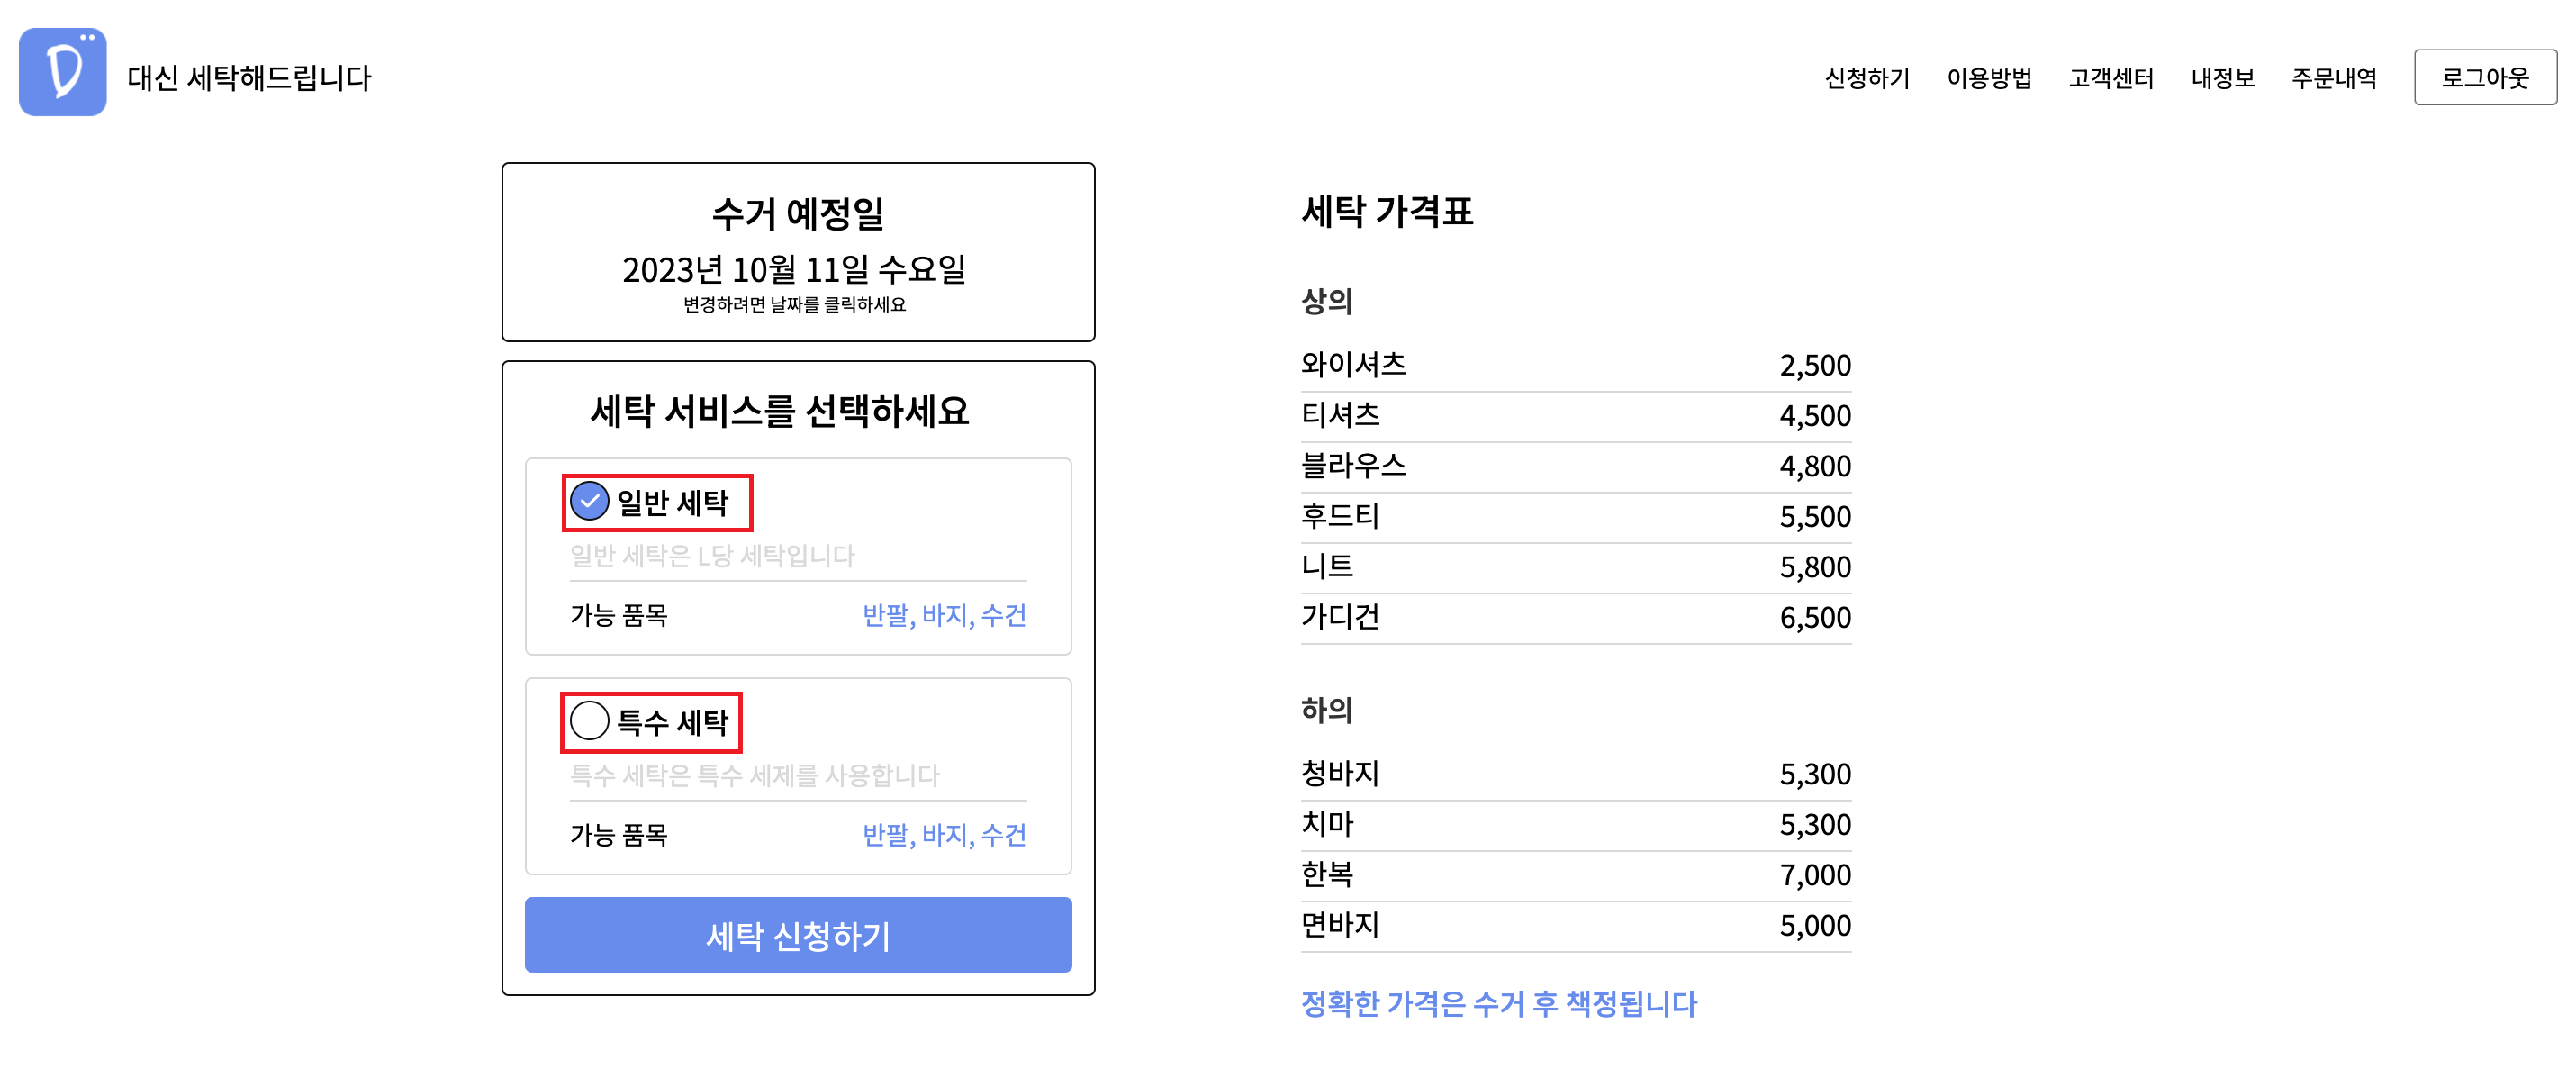 대신 세탁해드립니다
신청하기
이용방법
고객센터
내정보
주문내역
로그아웃
수거 예정일
2023년 10월 11일 수요일
변경하려면 날짜를 클릭하세요
세탁 서비스를 선택하세요
일반 세탁
일반 세탁은 L당 세탁입니다
가능 품목 반팔, 바지, 수건
특수 세탁
특수 세탁은 특수 세제를 사용합니다
가능 품목 반팔, 바지, 수건
세탁 신청하기
세탁 가격표
상의
와이셔츠 2,500
티셔츠 4,500
블라우스 4,800
후드티 5,500
니트 5,800
가디건 6,500
하의
청바지 5,300
치마 5,300
한복 7,000
면바지 5,000
정확한 가격은 수거 후 책정됩니다